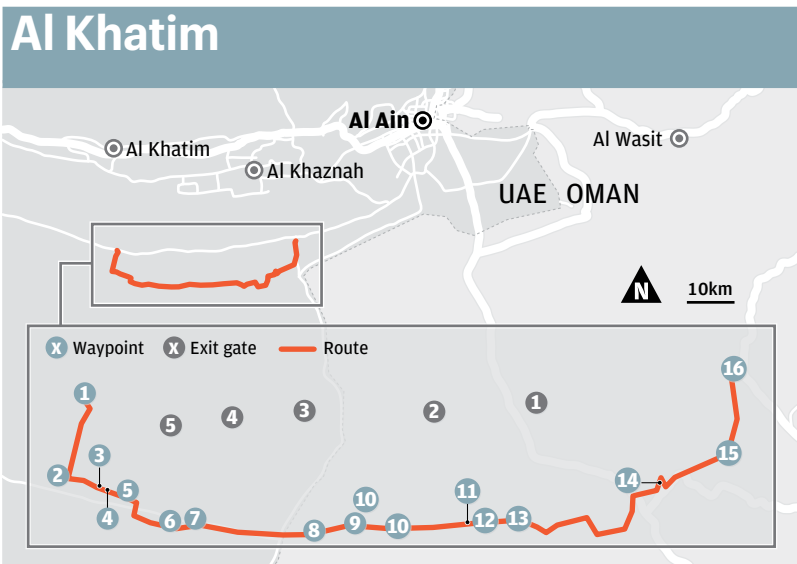 Al Khatim
Al Ain
Al Wasit
Al Khatim
Al Khaznah
UAE OMAN
N
10km
X Waypoint X Exit gate Route
1
16
5
4
3
2
1
3
2
5
4
14
15
6
7
8
9
10
10
11
12
13